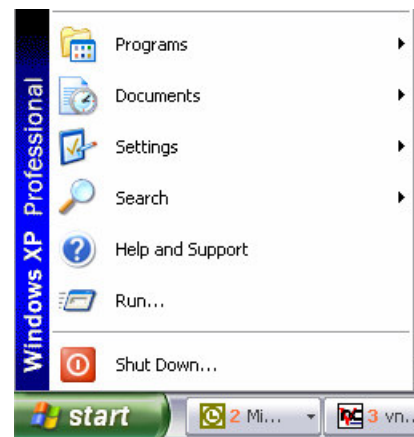 Programs
Documents
Settings
Search
Help and Support
Run...
Shut Down...
Windows XP Professional
start
2 Mi...
3 vn...